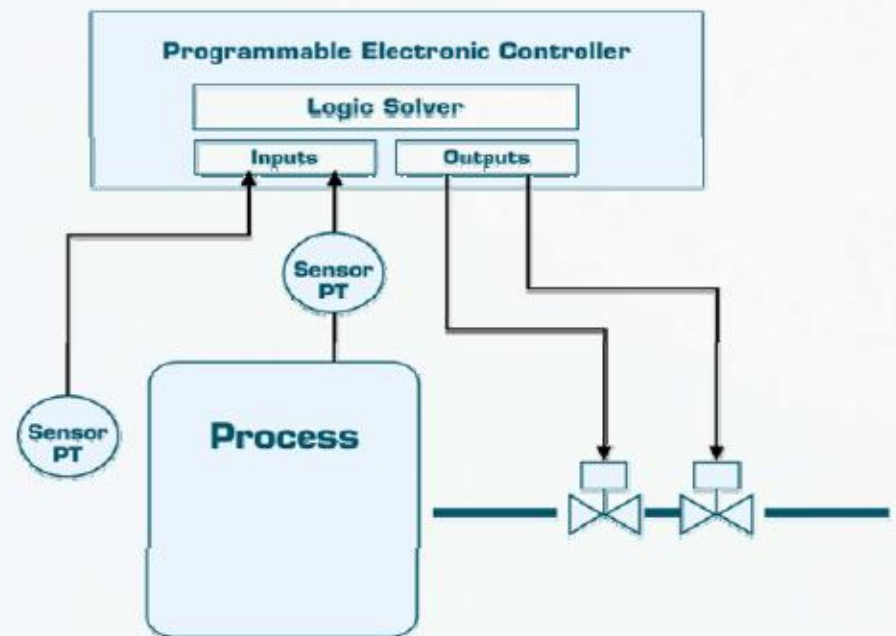 Programmable Electronic Controller
Logic Solver
Inputs
Outputs
Sensor
PT
Sensor
PT
Process